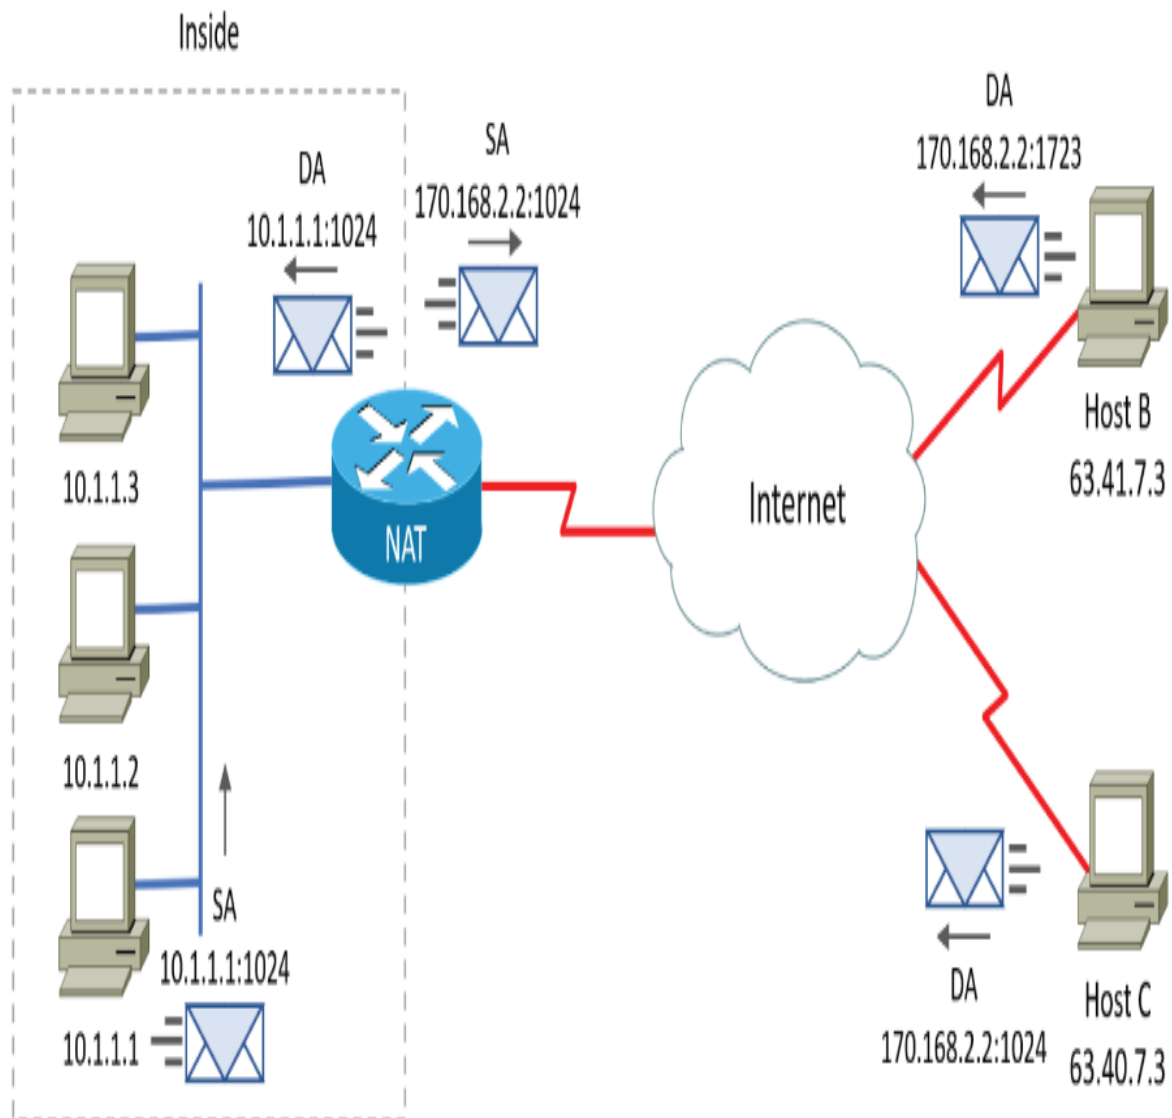 Inside
DA
10.1.1.1:1024
SA
170.168.2.2:1024
DA
170.168.2.2:1723
10.1.1.3
NAT
Internet
Host B
63.41.7.3
10.1.1.2
SA
10.1.1.1:1024
10.1.1.1
DA
170.168.2.2:1024
Host C
63.40.7.3